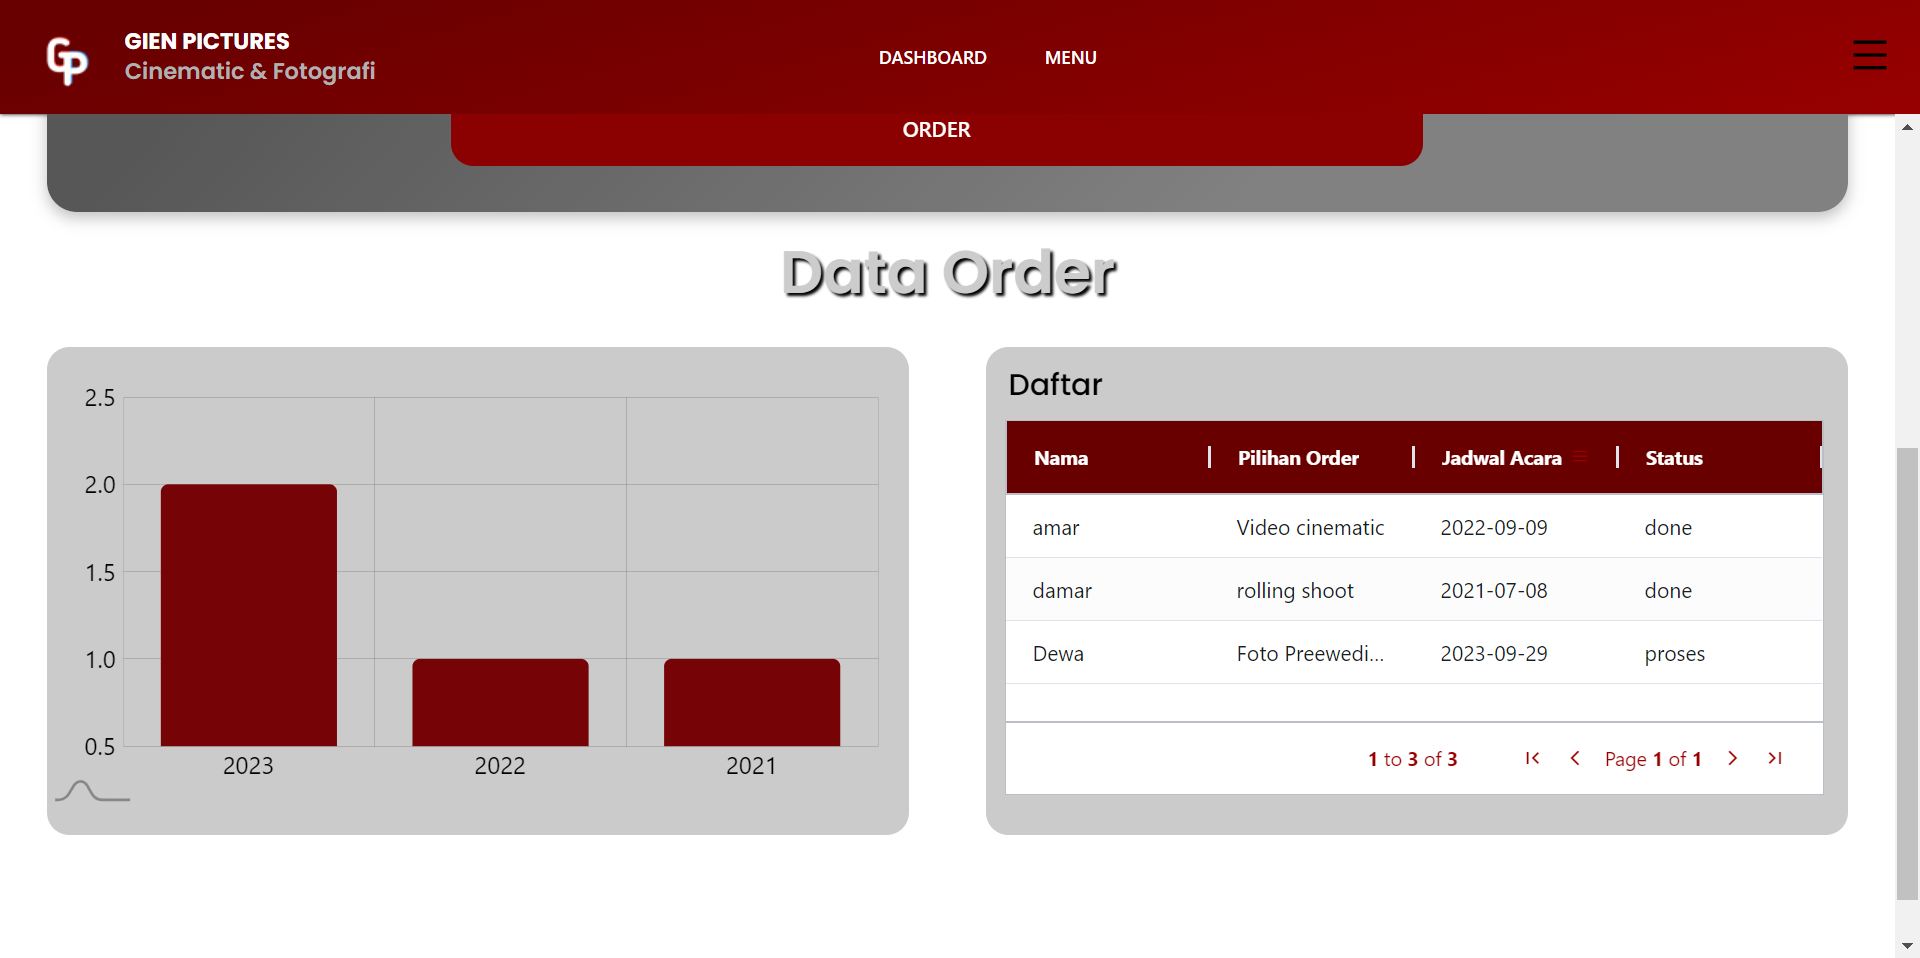 GP
GIEN PICTURES
Cinematic & Fotografi
DASHBOARD
MENU
ORDER
Data Order
2.5
2.0
1.5
1.0
0.5
2023 2022 2021
Daftar
Nama Pilihan Order Jadwal Acara Status
amar Video cinematic 2022-09-09 done
damar rolling shoot 2021-07-08 done
Dewa Foto Preewedi... 2023-09-29 proses
1 to 3 of 3 Page 1 of 1